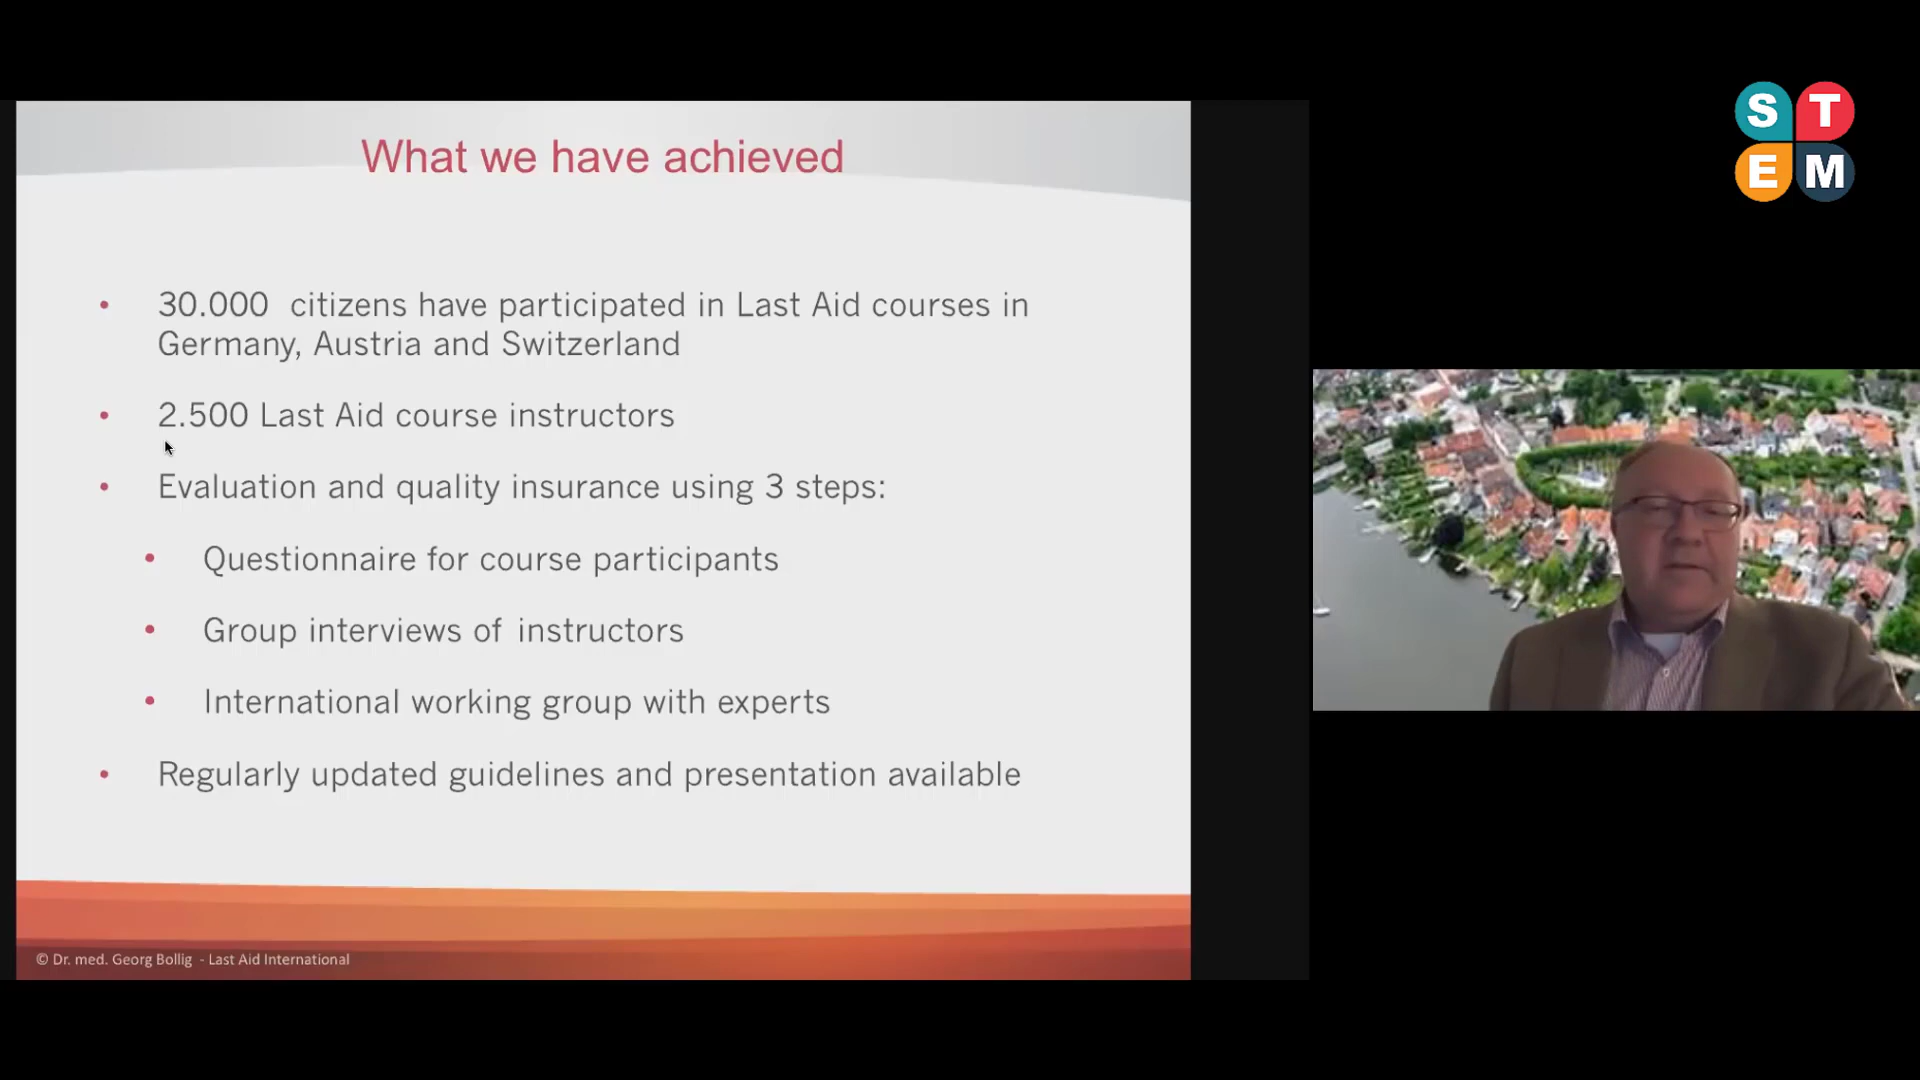 What we have achieved
• 30.000 citizens have participated in Last Aid courses in
Germany, Austria and Switzerland
• 2.500 Last Aid course instructors
• Evaluation and quality insurance using 3 steps:
• Questionnaire for course participants
• Group interviews of instructors
• International working group with experts
• Regularly updated guidelines and presentation available
© Dr. med. Georg Bollig - Last Aid International
S T
E M